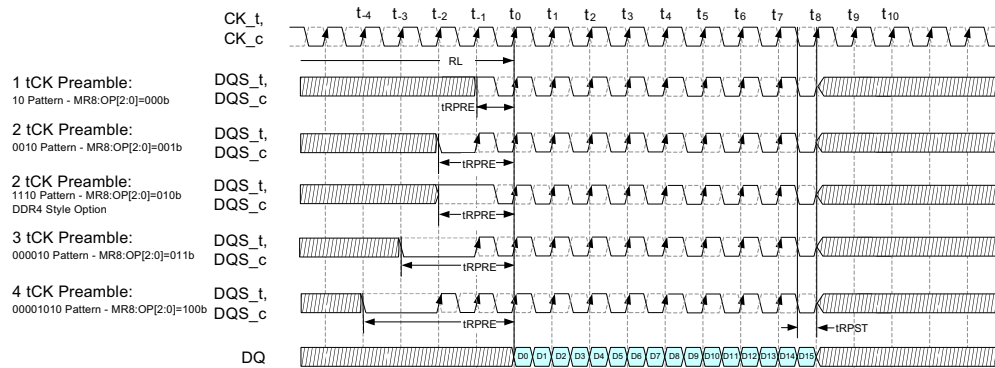 t-4 t-3 t-2 t-1 t0 t1 t2 t3 t4 t5 t6 t7 t8 t9 t10
CK_t,
CK_c
RL
1 tCK Preamble:
10 Pattern - MR8:OP[2:0]=000b
DQS_t,
DQS_c
tRPRE
2 tCK Preamble:
0010 Pattern - MR8:OP[2:0]=001b
DQS_t,
DQS_c
tRPRE
2 tCK Preamble:
1110 Pattern - MR8:OP[2:0]=010b
DDR4 Style Option
DQS_t,
DQS_c
tRPRE
3 tCK Preamble:
000010 Pattern - MR8:OP[2:0]=011b
DQS_t,
DQS_c
tRPRE
4 tCK Preamble:
00001010 Pattern - MR8:OP[2:0]=100b
DQS_t,
DQS_c
tRPRE
tRPST
DQ
D0 D1 D2 D3 D4 D5 D6 D7 D8 D9 D10 D11 D12 D13 D14 D15